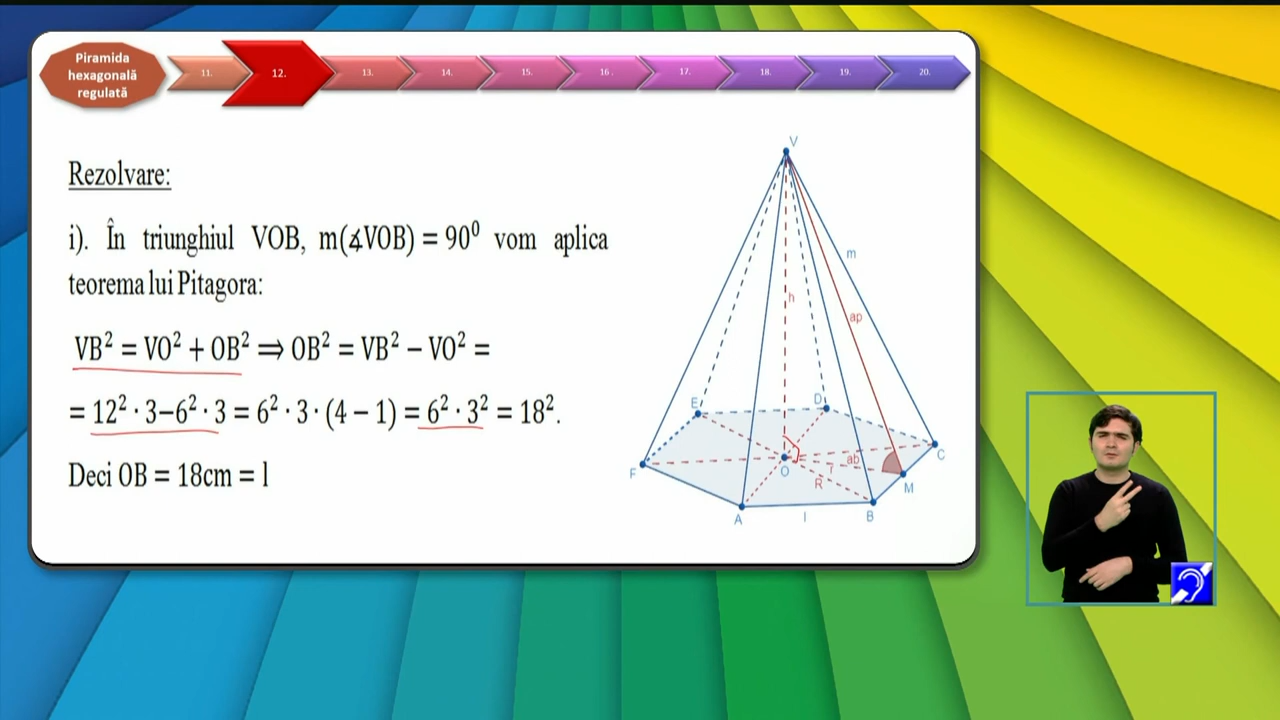 Piramida
hexagonală
regulată
11.
12.
13.
14.
15.
16 .
17.
18.
19.
20.
Rezolvare:
i). În triunghiul VOB, m(∡VOB) = 90⁰ vom aplica
teorema lui Pitagora:
VB² = VO² + OB² ⟹ OB² = VB² − VO² =
= 12² · 3−6² · 3 = 6² · 3 · (4 − 1) = 6² · 3² = 18².
Deci OB = 18cm = l
V
m
h
ap
E
D
F
O
ab
C
R
M
A
l
B